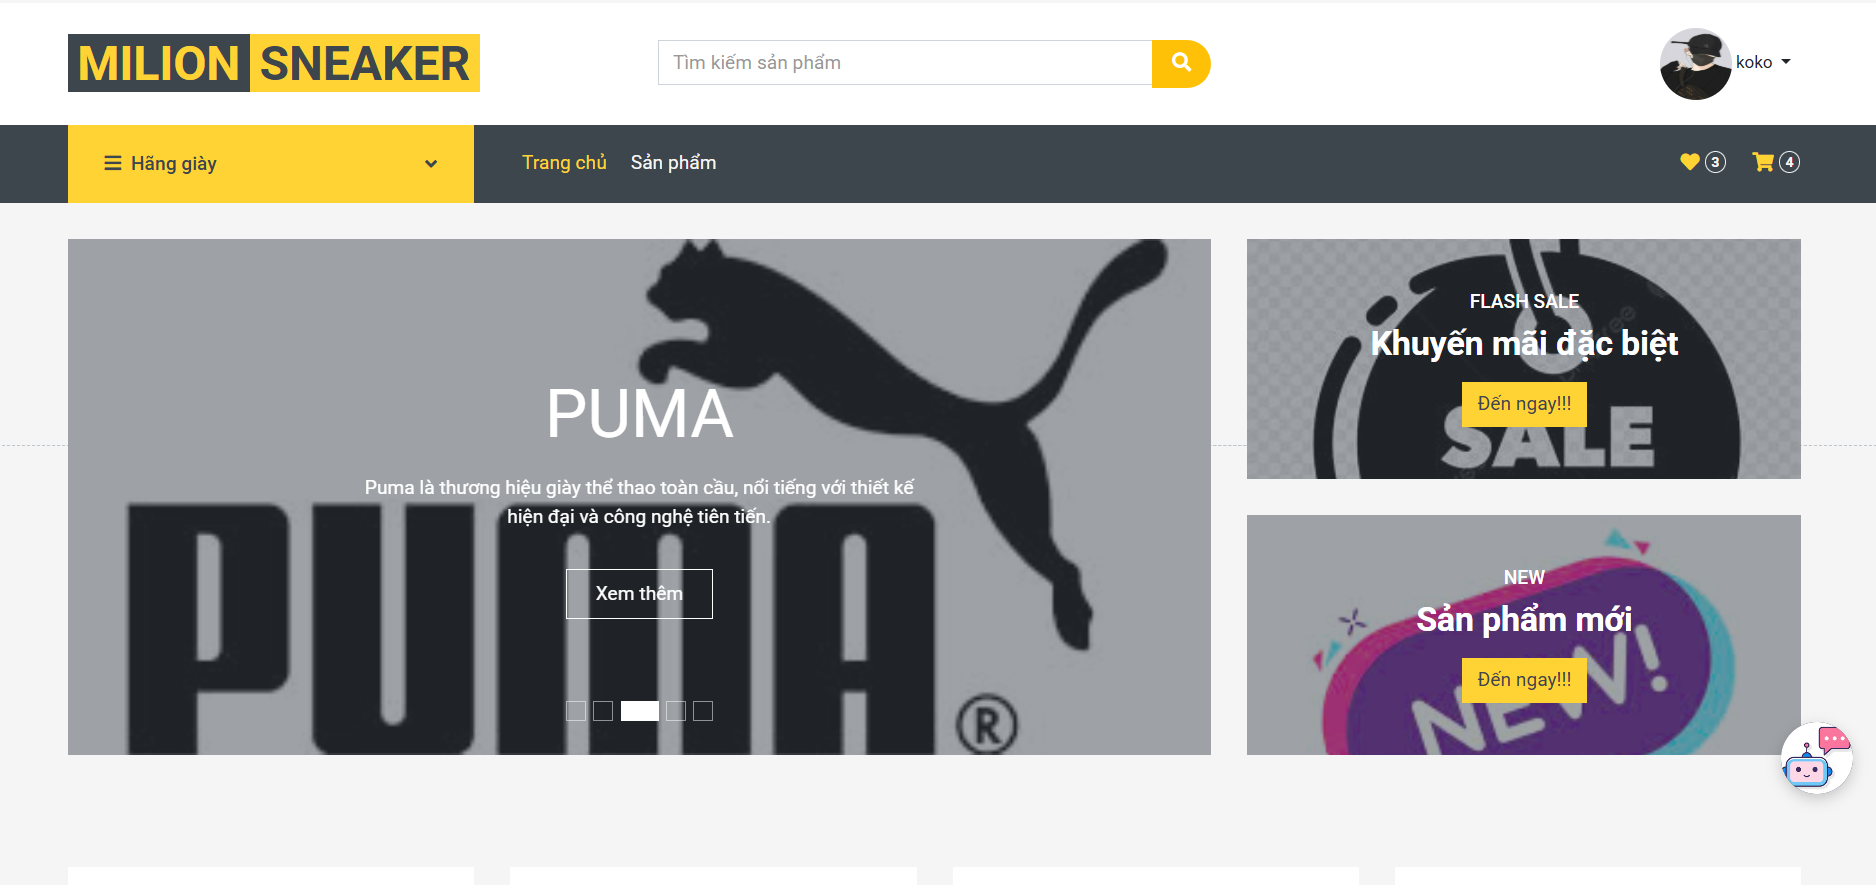 MILION SNEAKER
Tìm kiếm sản phẩm
koko
Hãng giày
Trang chủ
Sản phẩm
3
4
PUMA
Puma là thương hiệu giày thể thao toàn cầu, nổi tiếng với thiết kế
hiện đại và công nghệ tiên tiến.
Xem thêm
PUMA
®
FLASH SALE
Khuyến mãi đặc biệt
Đến ngay!!!
SALE
NEW
Sản phẩm mới
Đến ngay!!!
NEW!